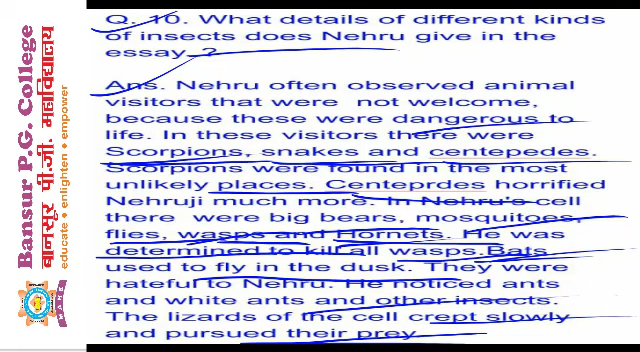 Bansur P.G. College
बानसूर पी.जी. महाविद्यालय
educate • enlighten • empower
Q. 10. What details of different kinds
of insects does Nehru give in the
essay ?
Ans. Nehru often observed animal
visitors that were not welcome,
because these were dangerous to
life. In these visitors there were
Scorpions, snakes and centepedes.
Scorpions were found in the most
unlikely places. Centeprdes horrified
Nehruji much more. In Nehru's cell
there were big bears, mosquitoes,
flies, wasps and Hornets. He was
determined to kill all wasps. Bats
used to fly in the dusk. They were
hateful to Nehru. He noticed ants
and white ants and other insects.
The lizards of the cell crept slowly
and pursued their prey